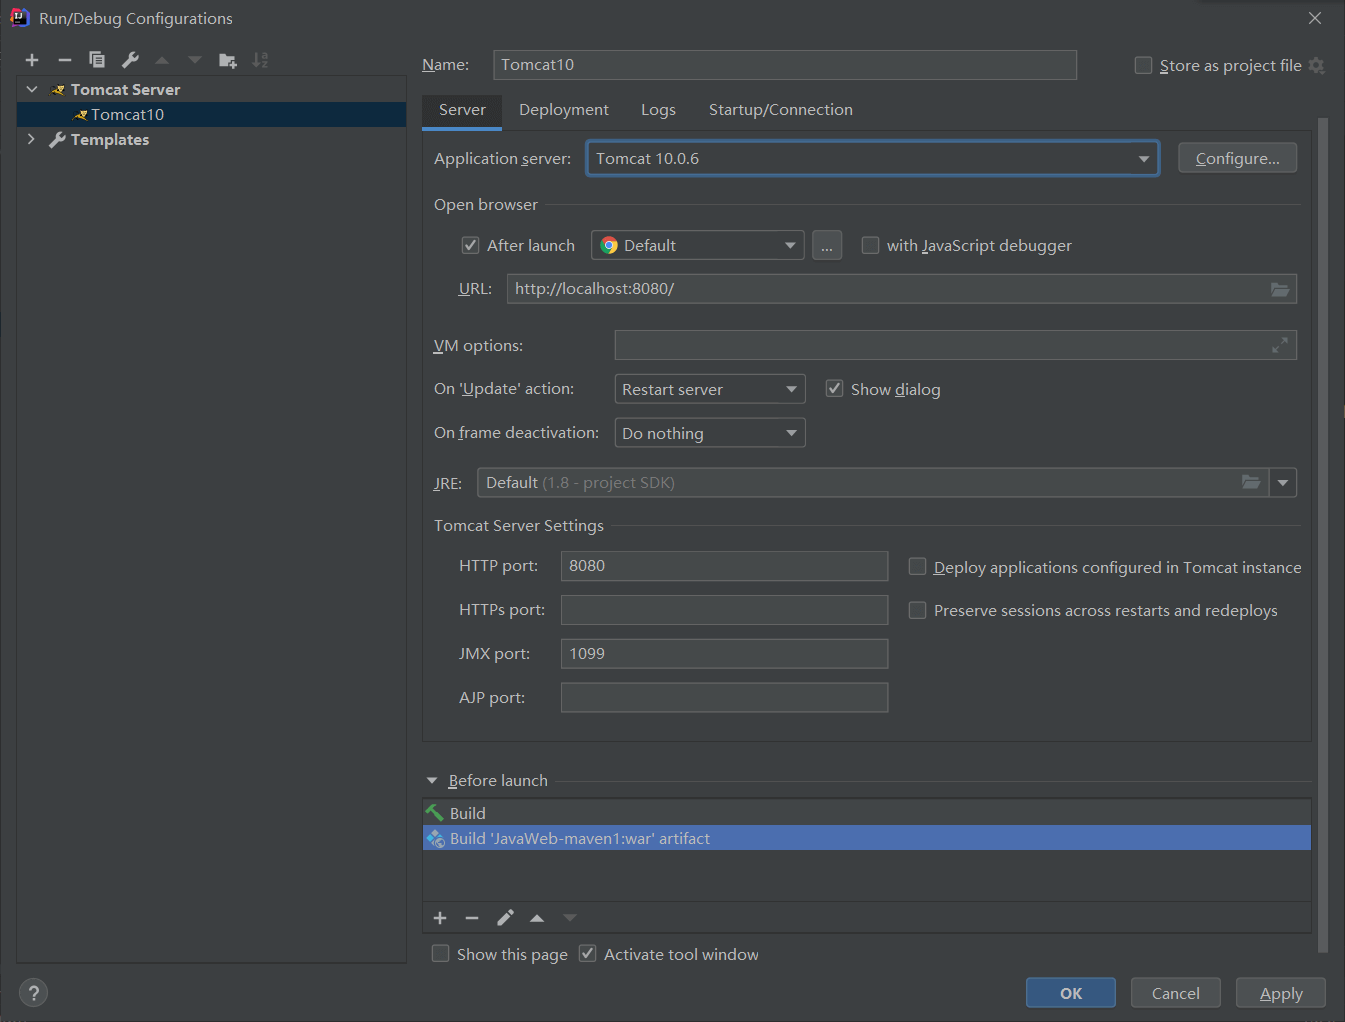 Run/Debug Configurations
Name: Tomcat10 Store as project file
Tomcat Server
Tomcat10
Templates
Server Deployment Logs Startup/Connection
Application server: Tomcat 10.0.6 Configure...
Open browser
After launch Default ... with JavaScript debugger
URL: http://localhost:8080/
VM options:
On 'Update' action: Restart server Show dialog
On frame deactivation: Do nothing
JRE: Default (1.8 - project SDK)
Tomcat Server Settings
HTTP port: 8080 Deploy applications configured in Tomcat instance
HTTPs port: Preserve sessions across restarts and redeploys
JMX port: 1099
AJP port:
Before launch
Build
Build 'JavaWeb-maven1:war' artifact
Show this page Activate tool window
? OK Cancel Apply